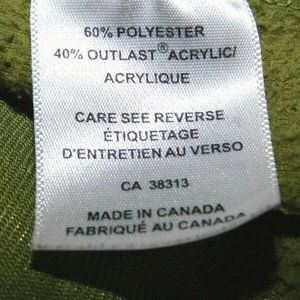 60% POLYESTER
40% OUTLAST® ACRYLIC/
ACRYLIQUE
CARE SEE REVERSE
ÉTIQUETAGE
D'ENTRETIEN AU VERSO
CA 38313
MADE IN CANADA
FABRIQUÉ AU CANADA